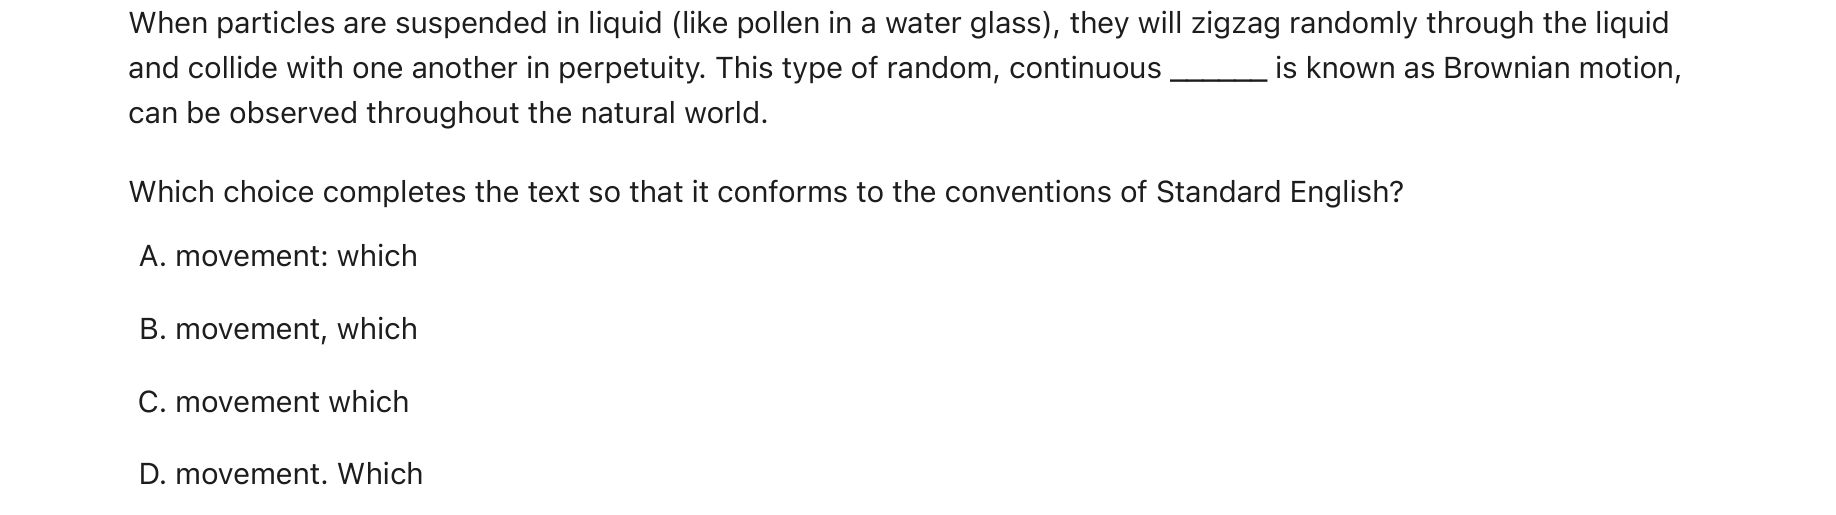 When particles are suspended in liquid (like pollen in a water glass), they will zigzag randomly through the liquid
and collide with one another in perpetuity. This type of random, continuous ______ is known as Brownian motion,
can be observed throughout the natural world.
Which choice completes the text so that it conforms to the conventions of Standard English?
A. movement: which
B. movement, which
C. movement which
D. movement. Which